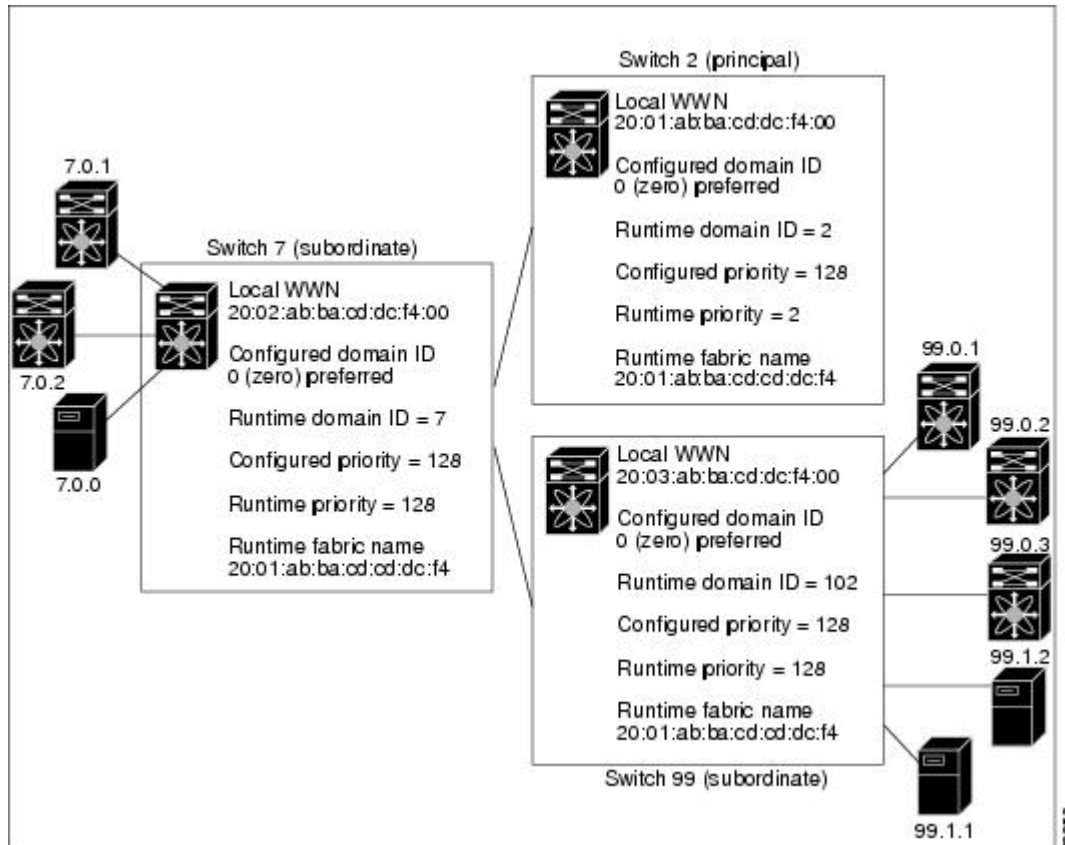 Switch 2 (principal)
Local WWN
20:01:ab:ba:cd:dc:f4:00
Configured domain ID
0 (zero) preferred
Runtime domain ID = 2
Configured priority = 128
Runtime priority = 2
Runtime fabric name
20:01:ab:ba:cd:cd:dc:f4
7.0.1
7.0.2
7.0.0
Switch 7 (subordinate)
Local WWN
20:02:ab:ba:cd:dc:f4:00
Configured domain ID
0 (zero) preferred
Runtime domain ID = 7
Configured priority = 128
Runtime priority = 128
Runtime fabric name
20:01:ab:ba:cd:cd:dc:f4
Local WWN
20:03:ab:ba:cd:dc:f4:00
Configured domain ID
0 (zero) preferred
Runtime domain ID = 102
Configured priority = 128
Runtime priority = 128
Runtime fabric name
20:01:ab:ba:cd:cd:dc:f4
Switch 99 (subordinate)
99.0.1
99.0.2
99.0.3
99.1.2
99.1.1